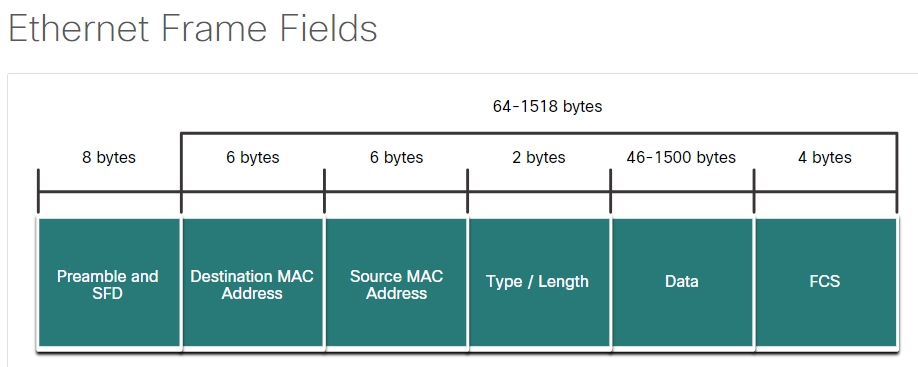 Ethernet Frame Fields
64-1518 bytes
8 bytes
6 bytes
6 bytes
2 bytes
46-1500 bytes
4 bytes
Preamble and
SFD
Destination MAC
Address
Source MAC
Address
Type / Length
Data
FCS